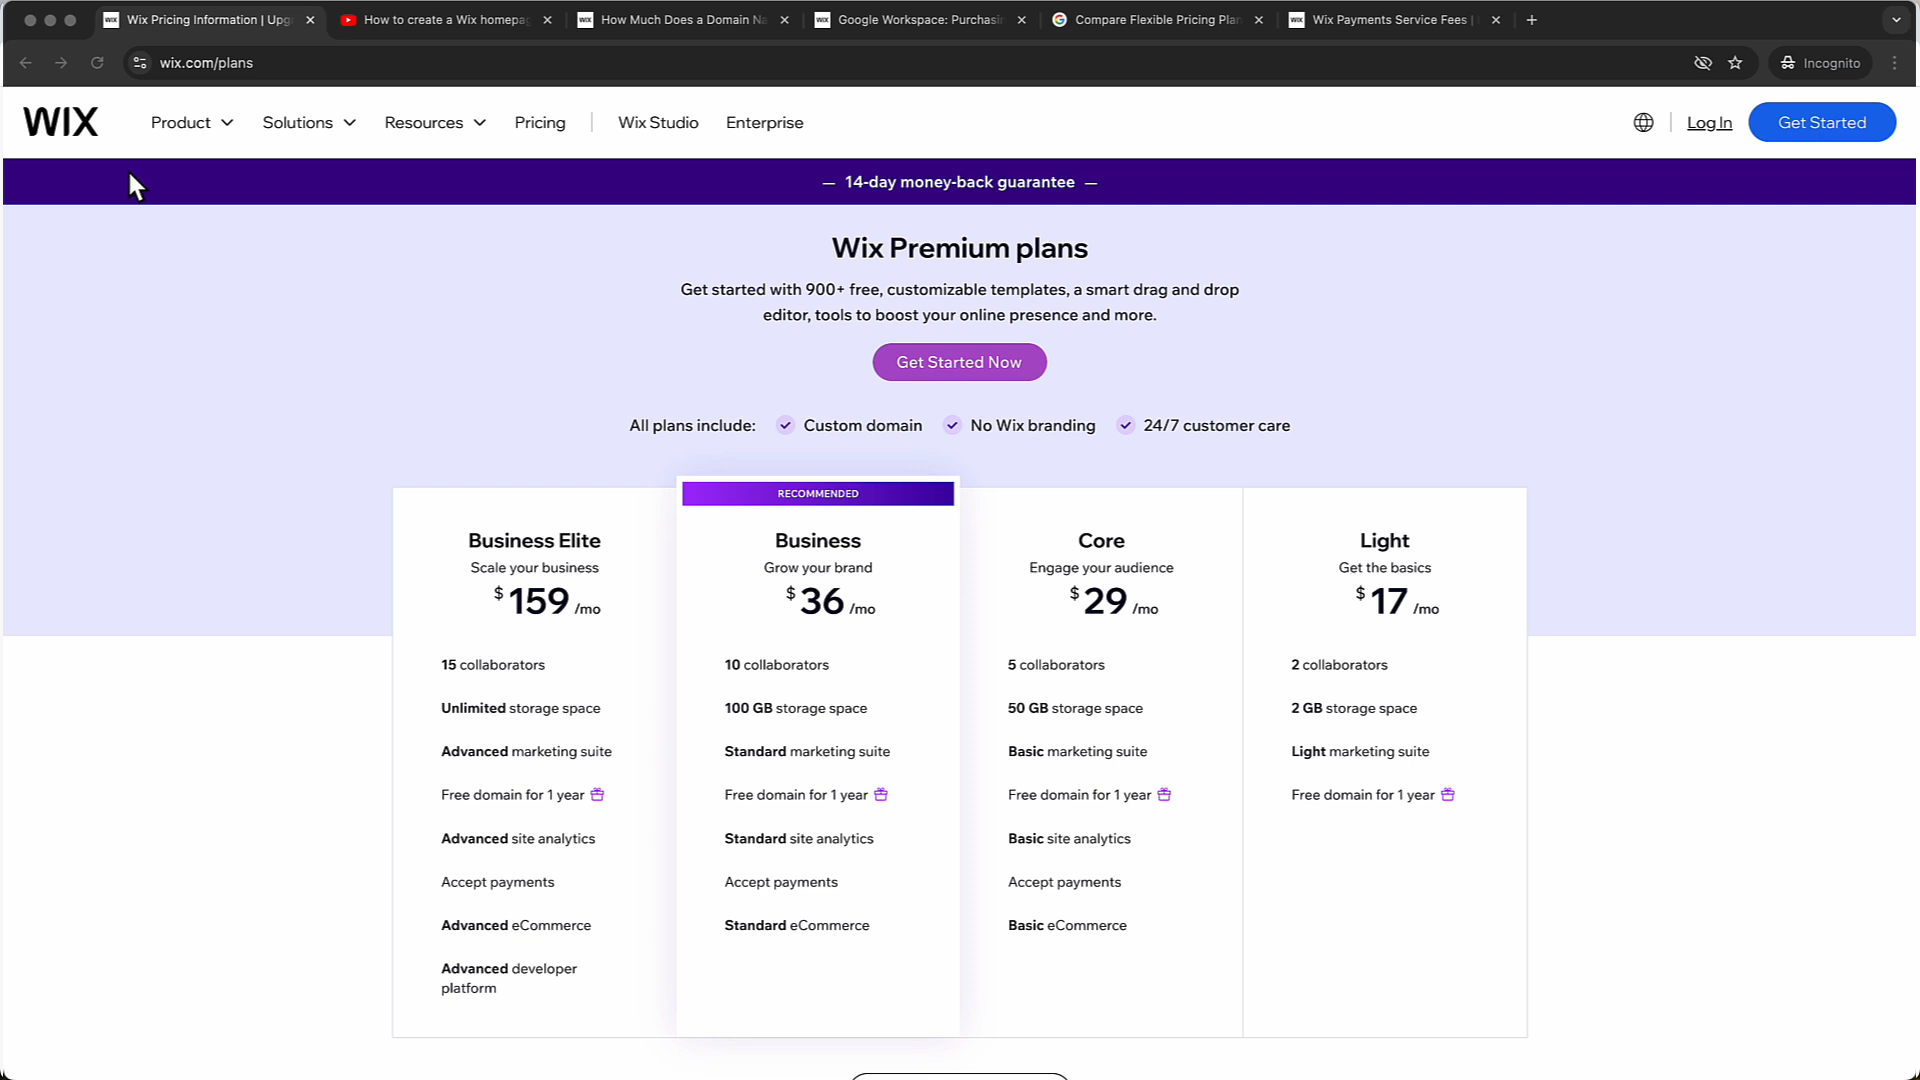 WIX Wix Pricing Information | Upg
How to create a Wix homepag
WIX How Much Does a Domain Na
WIX Google Workspace: Purchasin
Compare Flexible Pricing Plan
WIX Wix Payments Service Fees |
wix.com/plans
Incognito
WIX
Product
Solutions
Resources
Pricing
Wix Studio
Enterprise
Log In
Get Started
— 14-day money-back guarantee —
Wix Premium plans
Get started with 900+ free, customizable templates, a smart drag and drop
editor, tools to boost your online presence and more.
Get Started Now
All plans include: Custom domain No Wix branding 24/7 customer care
Business Elite
Scale your business
$ 159 /mo
15 collaborators
Unlimited storage space
Advanced marketing suite
Free domain for 1 year
Advanced site analytics
Accept payments
Advanced eCommerce
Advanced developer
platform
RECOMMENDED
Business
Grow your brand
$ 36 /mo
10 collaborators
100 GB storage space
Standard marketing suite
Free domain for 1 year
Standard site analytics
Accept payments
Standard eCommerce
Core
Engage your audience
$ 29 /mo
5 collaborators
50 GB storage space
Basic marketing suite
Free domain for 1 year
Basic site analytics
Accept payments
Basic eCommerce
Light
Get the basics
$ 17 /mo
2 collaborators
2 GB storage space
Light marketing suite
Free domain for 1 year